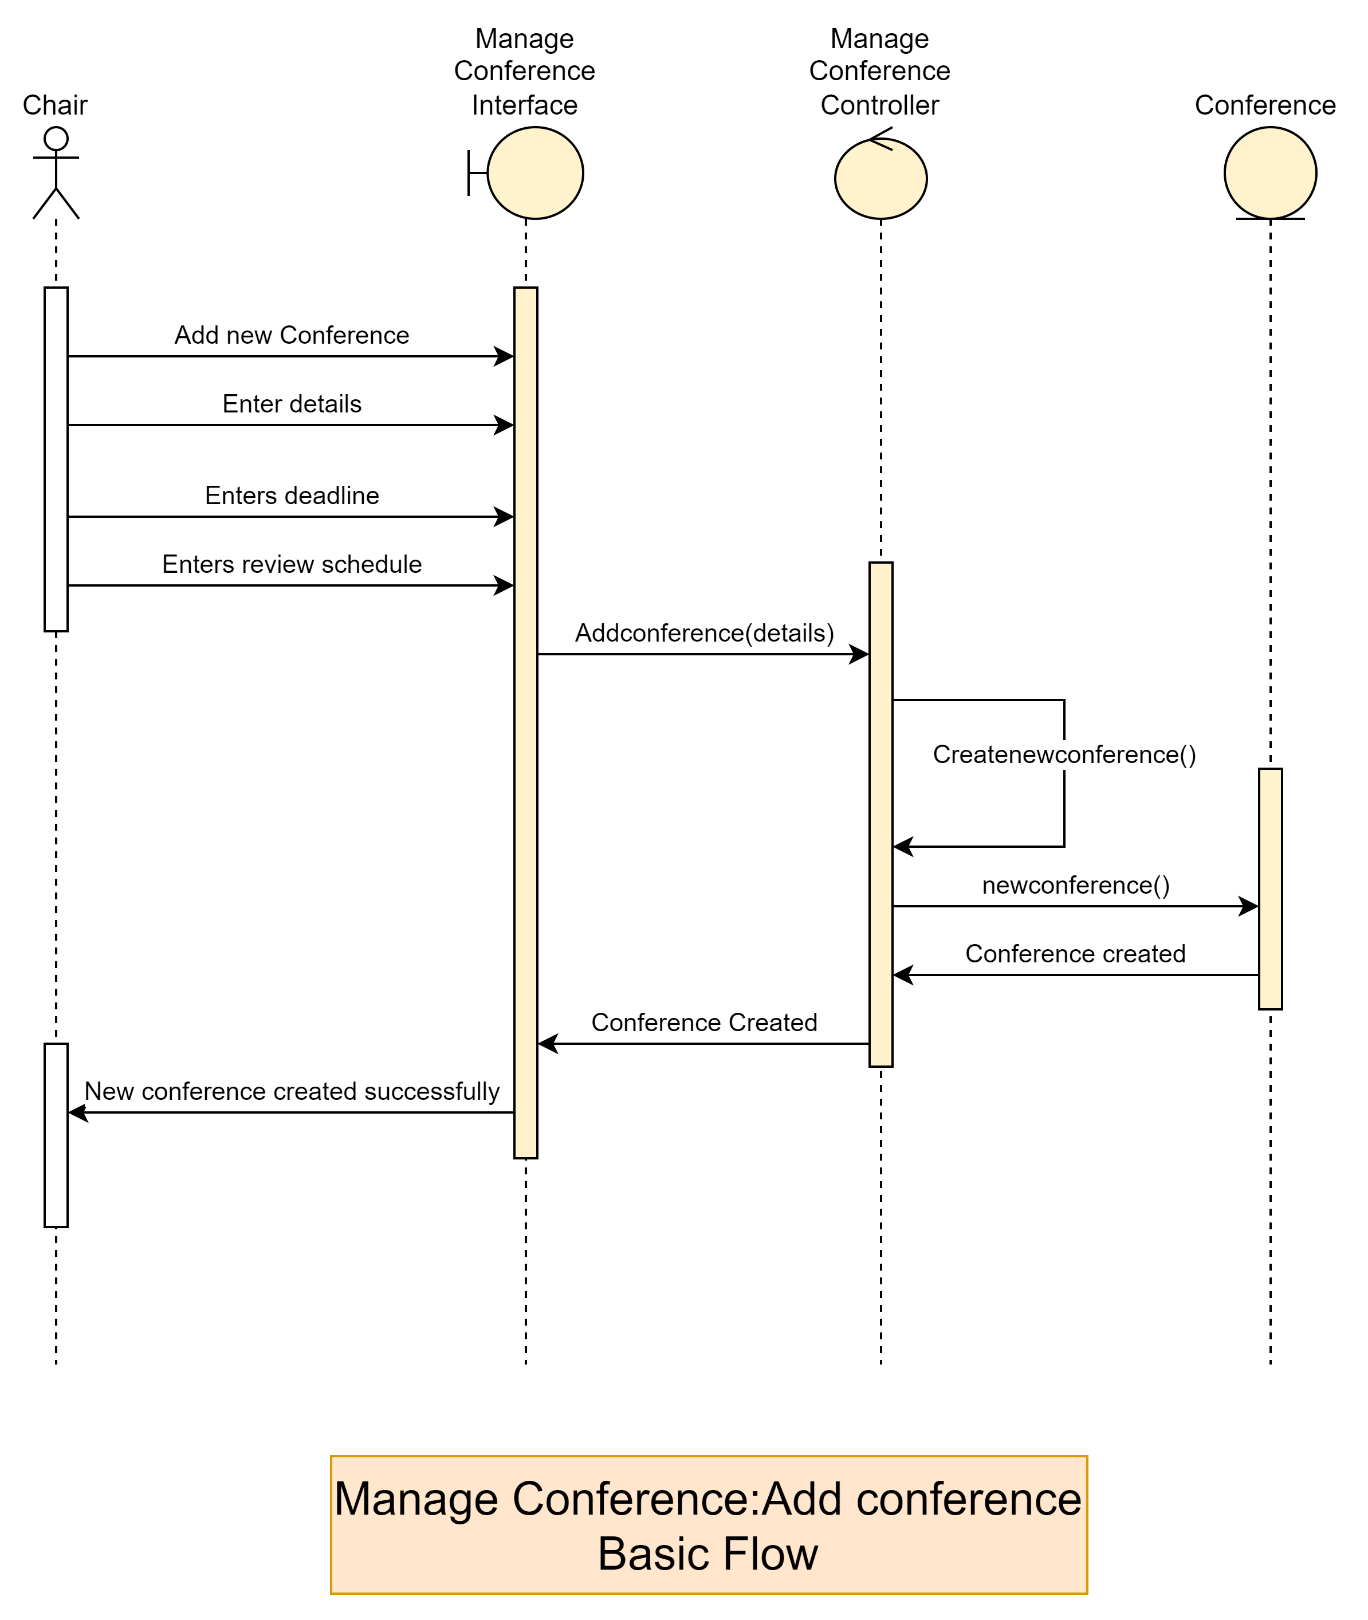 Manage
Conference
Interface
Manage
Conference
Controller
Chair
Conference
Add new Conference
Enter details
Enters deadline
Enters review schedule
Addconference(details)
Createnewconference()
newconference()
Conference created
Conference Created
New conference created successfully
Manage Conference:Add conference
Basic Flow